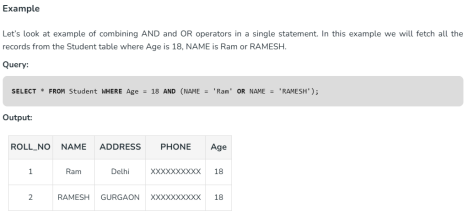 Example
Let's look at example of combining AND and OR operators in a single statement. In this example we will fetch all the
records from the Student table where Age is 18, NAME is Ram or RAMESH.
Query:
SELECT * FROM Student WHERE Age = 18 AND (NAME = 'Ram' OR NAME = 'RAMESH');
Output:
ROLL_NO NAME ADDRESS PHONE Age
1 Ram Delhi XXXXXXXXXX 18
2 RAMESH GURGAON XXXXXXXXXX 18